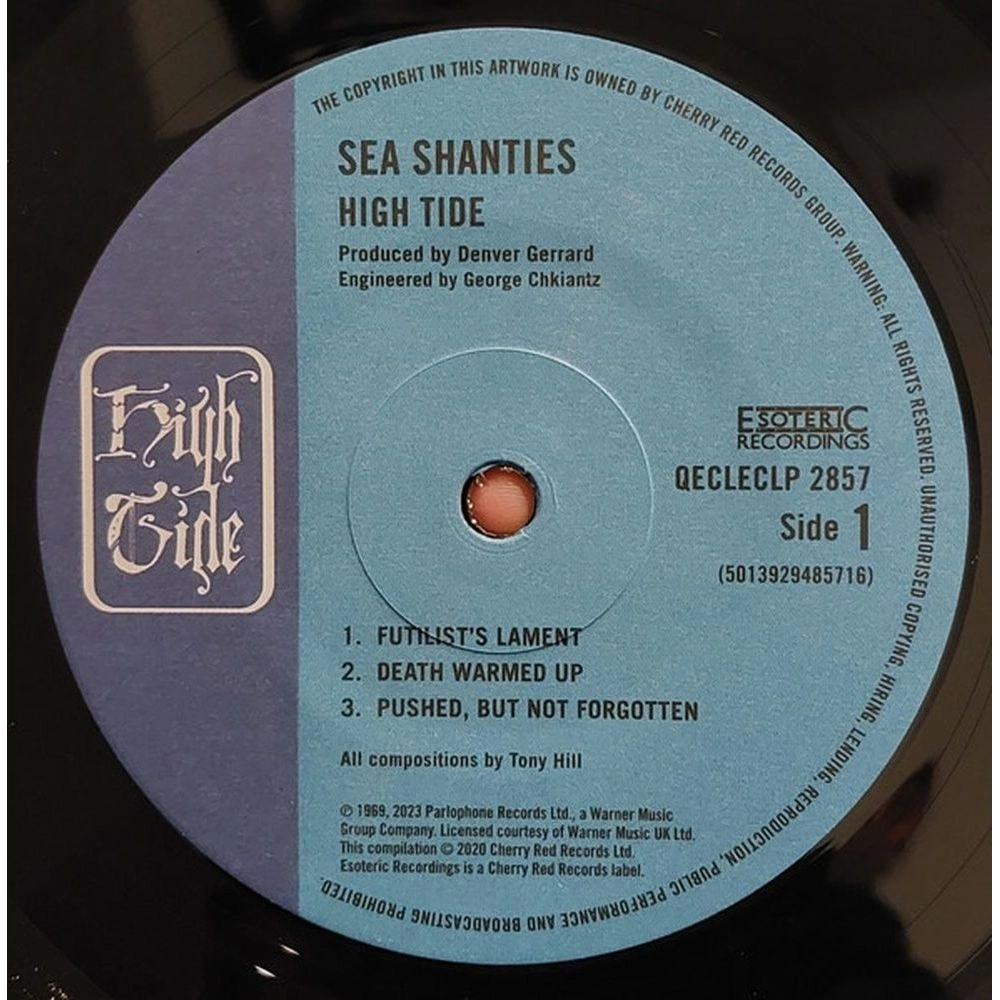 THE COPYRIGHT IN THIS ARTWORK IS OWNED BY CHERRY RED RECORDS GROUP. WARNING: ALL RIGHTS RESERVED. UNAUTHORISED COPYING, HIRING, LENDING, REPRODUCTION, PUBLIC PERFORMANCE AND BROADCASTING PROHIBITED.
SEA SHANTIES
HIGH TIDE
Produced by Denver Gerrard
Engineered by George Chkiantz
High
Tide
ESOTERIC
RECORDINGS
QECLECLP 2857
Side 1
(5013929485716)
1. FUTILIST'S LAMENT
2. DEATH WARMED UP
3. PUSHED, BUT NOT FORGOTTEN
All compositions by Tony Hill
℗ 1969, 2023 Parlophone Records Ltd., a Warner Music
Group Company. Licensed courtesy of Warner Music UK Ltd.
This compilation © 2020 Cherry Red Records Ltd.
Esoteric Recordings is a Cherry Red Records label.